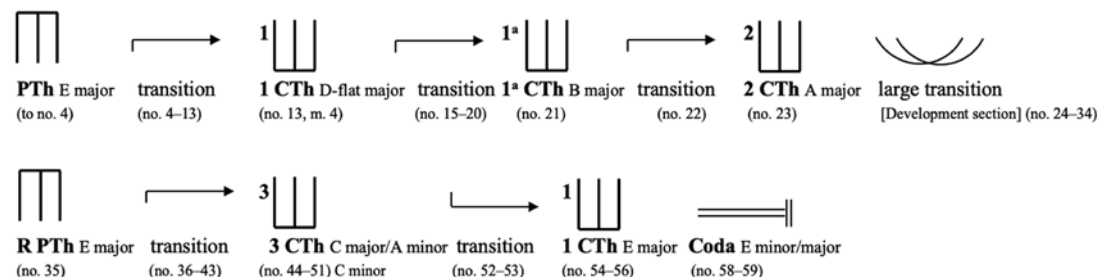 1 1ª 2
PTh E major transition 1 CTh D-flat major transition 1ª CTh B major transition 2 CTh A major large transition
(to no. 4) (no. 4–13) (no. 13, m. 4) (no. 15–20) (no. 21) (no. 22) (no. 23) [Development section] (no. 24–34)
3 1
R PTh E major transition 3 CTh C major/A minor transition 1 CTh E major Coda E minor/major
(no. 35) (no. 36–43) (no. 44–51) C minor (no. 52–53) (no. 54–56) (no. 58–59)